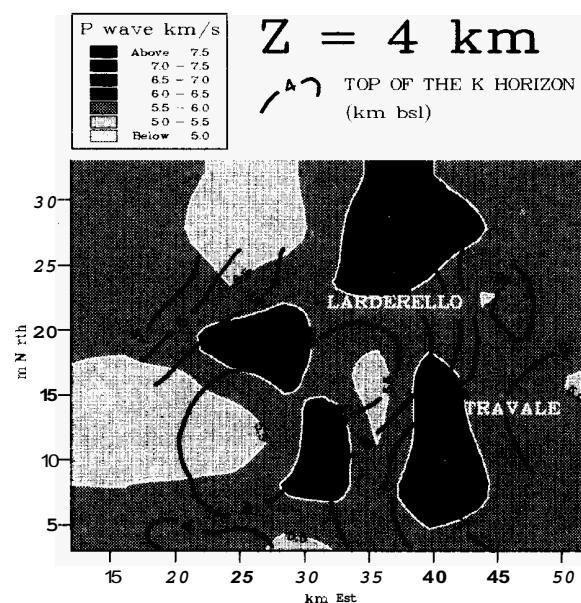 P wave km/s
Above 7.5
7.0 - 7.5
6.5 - 7.0
6.0 - 6.5
5.5 - 6.0
5.0 - 5.5
Below 5.0
Z = 4 km
4 TOP OF THE K HORIZON
(km bsl)
30
25
20
15
10
5
m N rth
LARDERELLO
TRAVALE
15 20 25 30 35 40 45 50
km Est